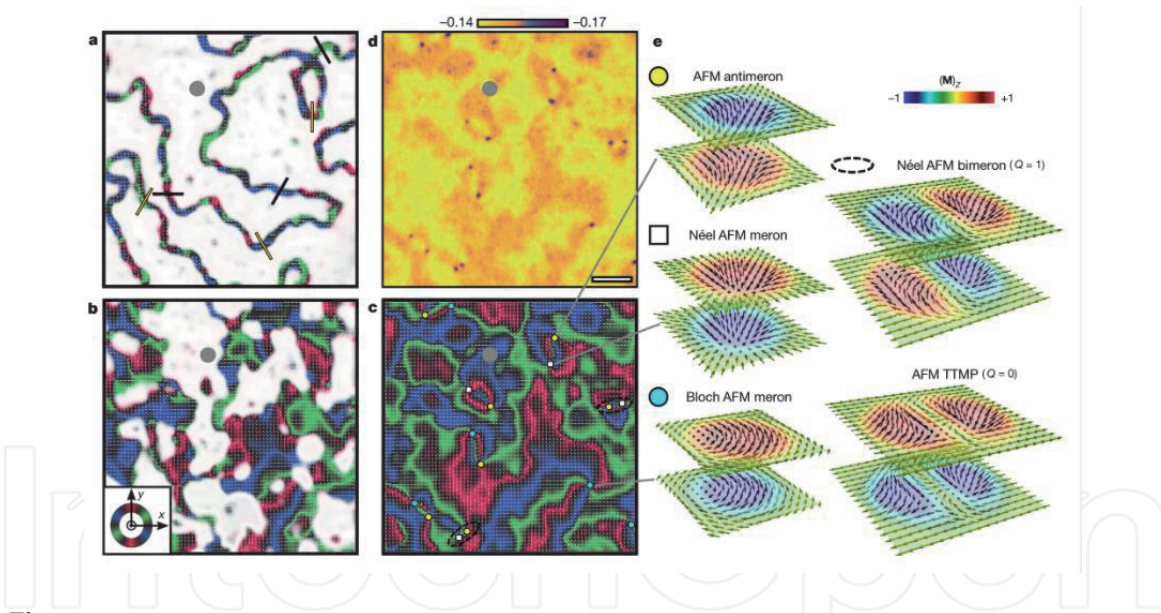 a
d
−0.14
−0.17
e
AFM antimeron
⟨M⟩z
−1
+1
Néel AFM bimeron (Q = 1)
Néel AFM meron
b
c
AFM TTMP (Q = 0)
Bloch AFM meron
y
x
IntechOpen